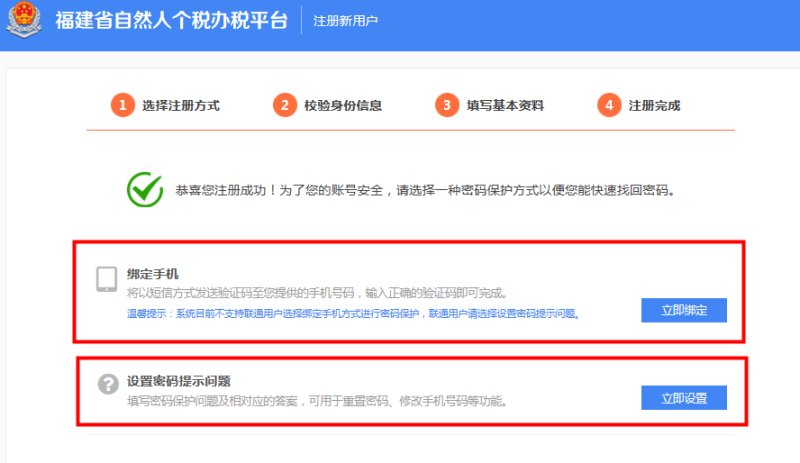 福建省自然人个税办税平台 注册新用户
1 选择注册方式 2 校验身份信息 3 填写基本资料 4 注册完成
恭喜您注册成功！为了您的账号安全，请选择一种密码保护方式以便您能快速找回密码。
绑定手机
将以短信方式发送验证码至您提供的手机号码，输入正确的验证码即可完成。
温馨提示：系统目前不支持联通用户选择绑定手机方式进行密码保护，联通用户请选择设置密码提示问题。
立即绑定
? 设置密码提示问题
填写密码保护问题及相对应的答案，可用于重置密码、修改手机号码等功能。
立即设置